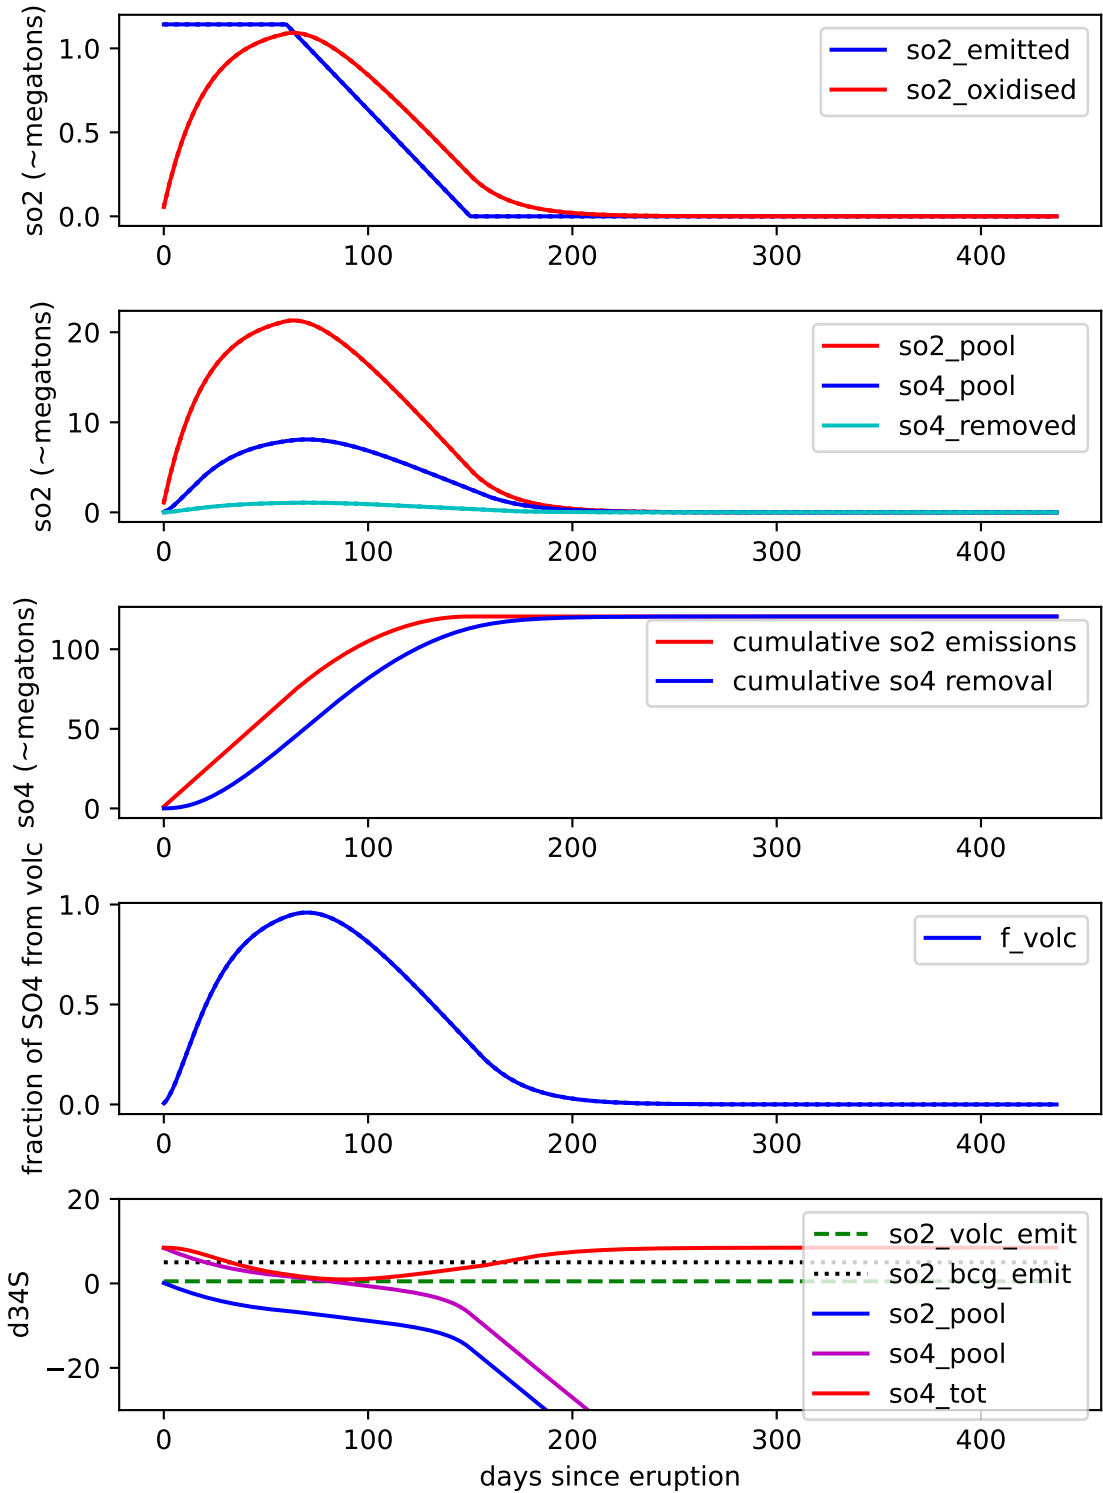 so2 (~megatons)
1.0
0.5
0.0
so2_emitted
so2_oxidised
0 100 200 300 400
so2 (~megatons)
20
10
0
so2_pool
so4_pool
so4_removed
0 100 200 300 400
so4 (~megatons)
100
50
0
cumulative so2 emissions
cumulative so4 removal
0 100 200 300 400
fraction of SO4 from volc
1.0
0.5
0.0
f_volc
0 100 200 300 400
d34S
20
0
−20
so2_volc_emit
so2_bcg_emit
so2_pool
so4_pool
so4_tot
0 100 200 300 400
days since eruption